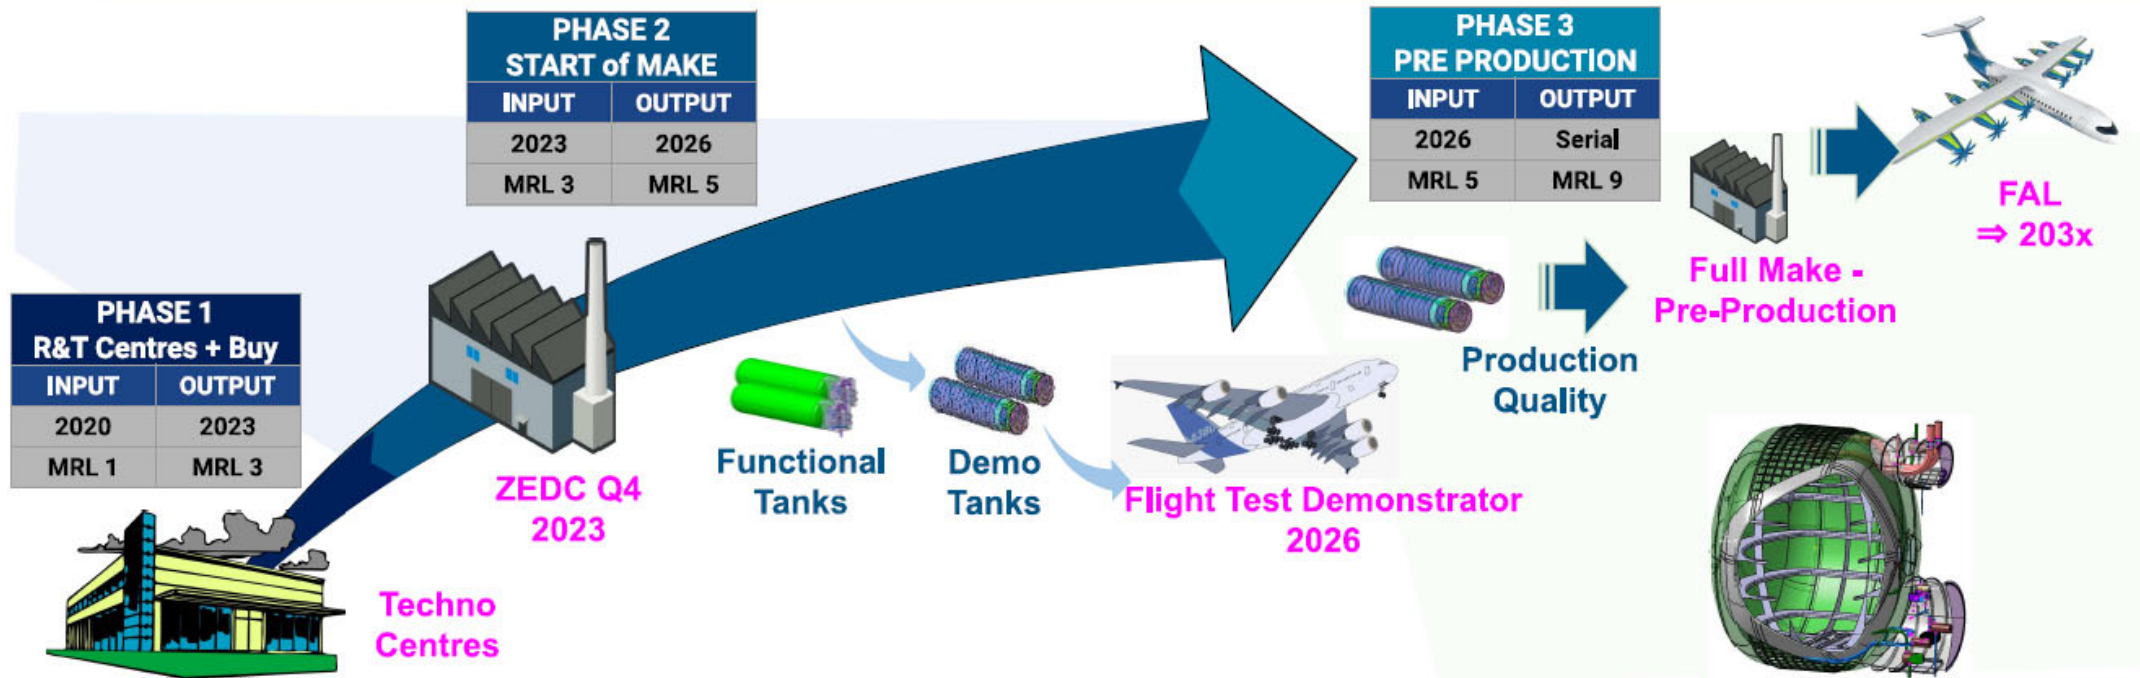 PHASE 1
R&T Centres + Buy
INPUT OUTPUT
2020 2023
MRL 1 MRL 3
Techno
Centres
PHASE 2
START of MAKE
INPUT OUTPUT
2023 2026
MRL 3 MRL 5
ZEDC Q4
2023
Functional
Tanks
Demo
Tanks
Flight Test Demonstrator
2026
PHASE 3
PRE PRODUCTION
INPUT OUTPUT
2026 Serial
MRL 5 MRL 9
Production
Quality
Full Make -
Pre-Production
FAL
⇒ 203x